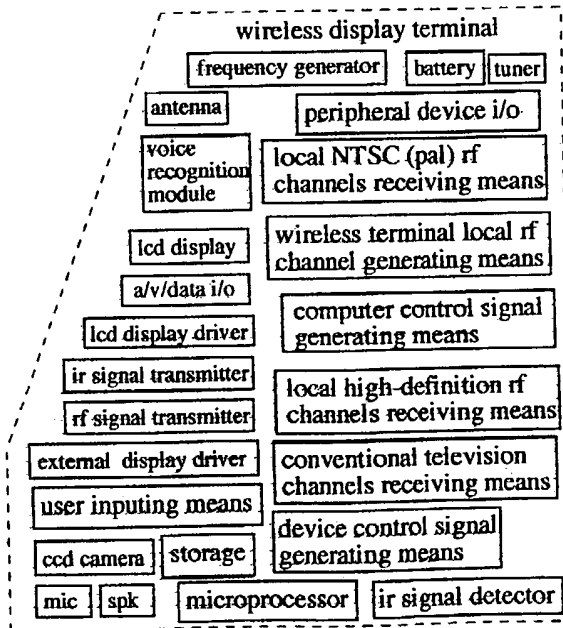 wireless display terminal
frequency generator
battery
tuner
antenna
peripheral device i/o
voice
recognition
module
local NTSC (pal) rf
channels receiving means
lcd display
wireless terminal local rf
channel generating means
a/v/data i/o
computer control signal
generating means
lcd display driver
ir signal transmitter
local high-definition rf
channels receiving means
rf signal transmitter
external display driver
conventional television
channels receiving means
user inputing means
device control signal
generating means
ccd camera
storage
mic
spk
microprocessor
ir signal detector